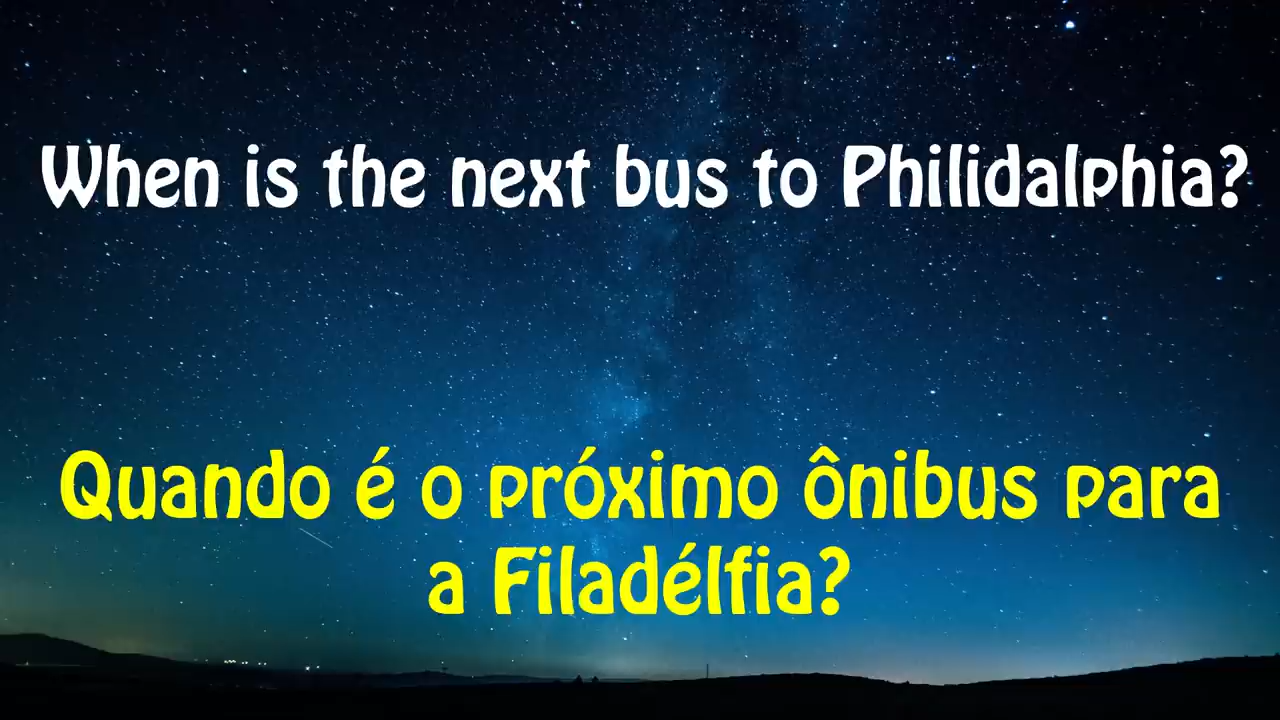 When is the next bus to Philidalphia?
Quando é o próximo ônibus para
a Filadélfia?